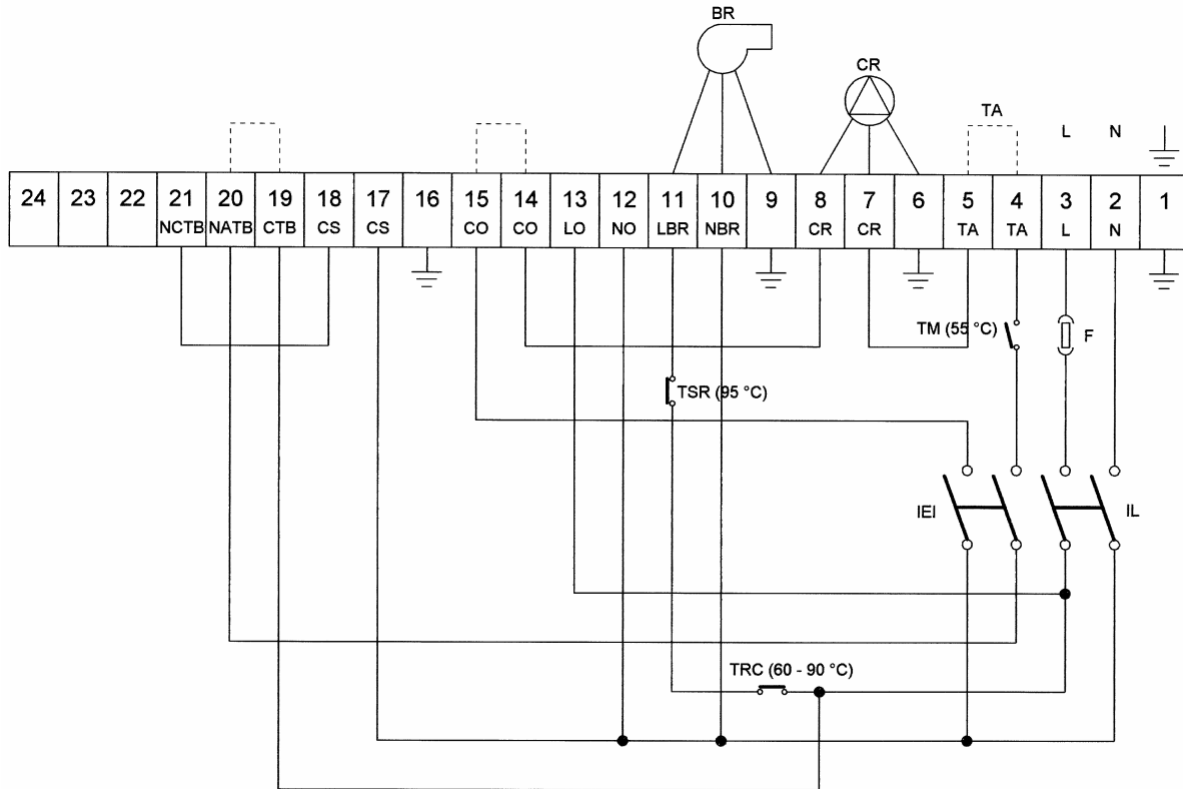 BR
CR
TA L N
24 23 22 21 20 19 18 17 16 15 14 13 12 11 10 9 8 7 6 5 4 3 2 1
NCTB NATB CTB CS CS CO CO LO NO LBR NBR CR CR TA TA L N
TM (55 °C) F
TSR (95 °C)
IEI IL
TRC (60 - 90 °C)